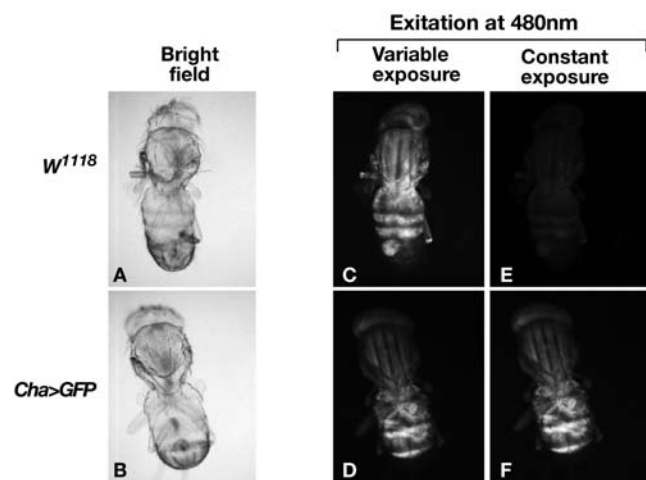 Exitation at 480nm
Bright field
Variable exposure
Constant exposure
W1118
A
C
E
Cha>GFP
B
D
F